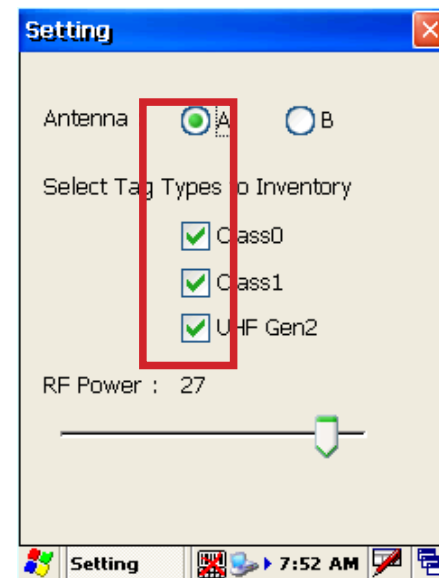 Setting
Antenna A B
Select Tag Types to Inventory
Class0
Class1
UHF Gen2
RF Power : 27
Setting 7:52 AM